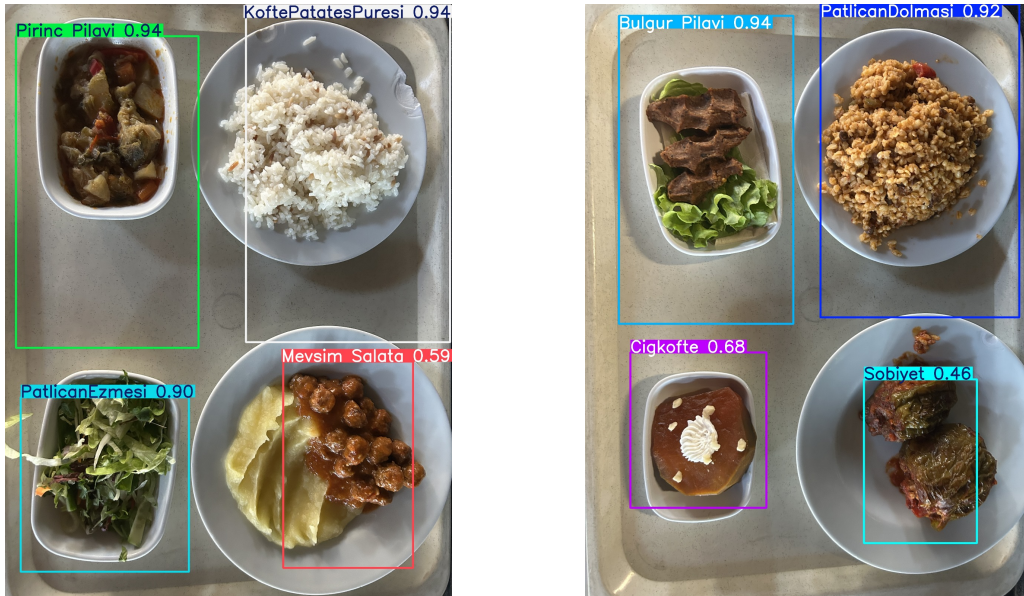 Pirinc Pilavi 0.94
KoftePatatesPuresi 0.94
PatlicanEzmesi 0.90
Mevsim Salata 0.59
Bulgur Pilavi 0.94
PatlicanDolmasi 0.92
Cigkofte 0.68
Sobiyet 0.46